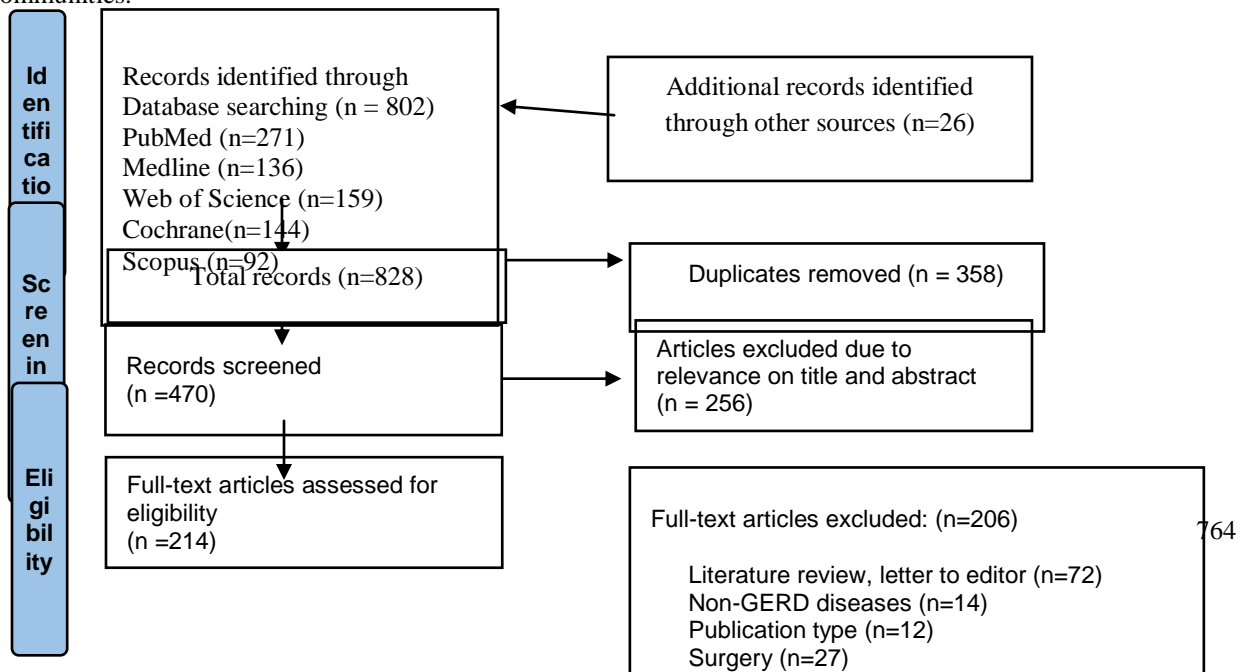 Id
en
tifi
ca
tio
Records identified through
Database searching (n = 802)
PubMed (n=271)
Medline (n=136)
Web of Science (n=159)
Cochrane(n=144)
Scopus (n=92)
Additional records identified
through other sources (n=26)
Total records (n=828)
Duplicates removed (n = 358)
Sc
re
en
in
Records screened
(n =470)
Articles excluded due to
relevance on title and abstract
(n = 256)
Eli
gi
bil
ity
Full-text articles assessed for
eligibility
(n =214)
Full-text articles excluded: (n=206)
Literature review, letter to editor (n=72)
Non-GERD diseases (n=14)
Publication type (n=12)
Surgery (n=27)
764